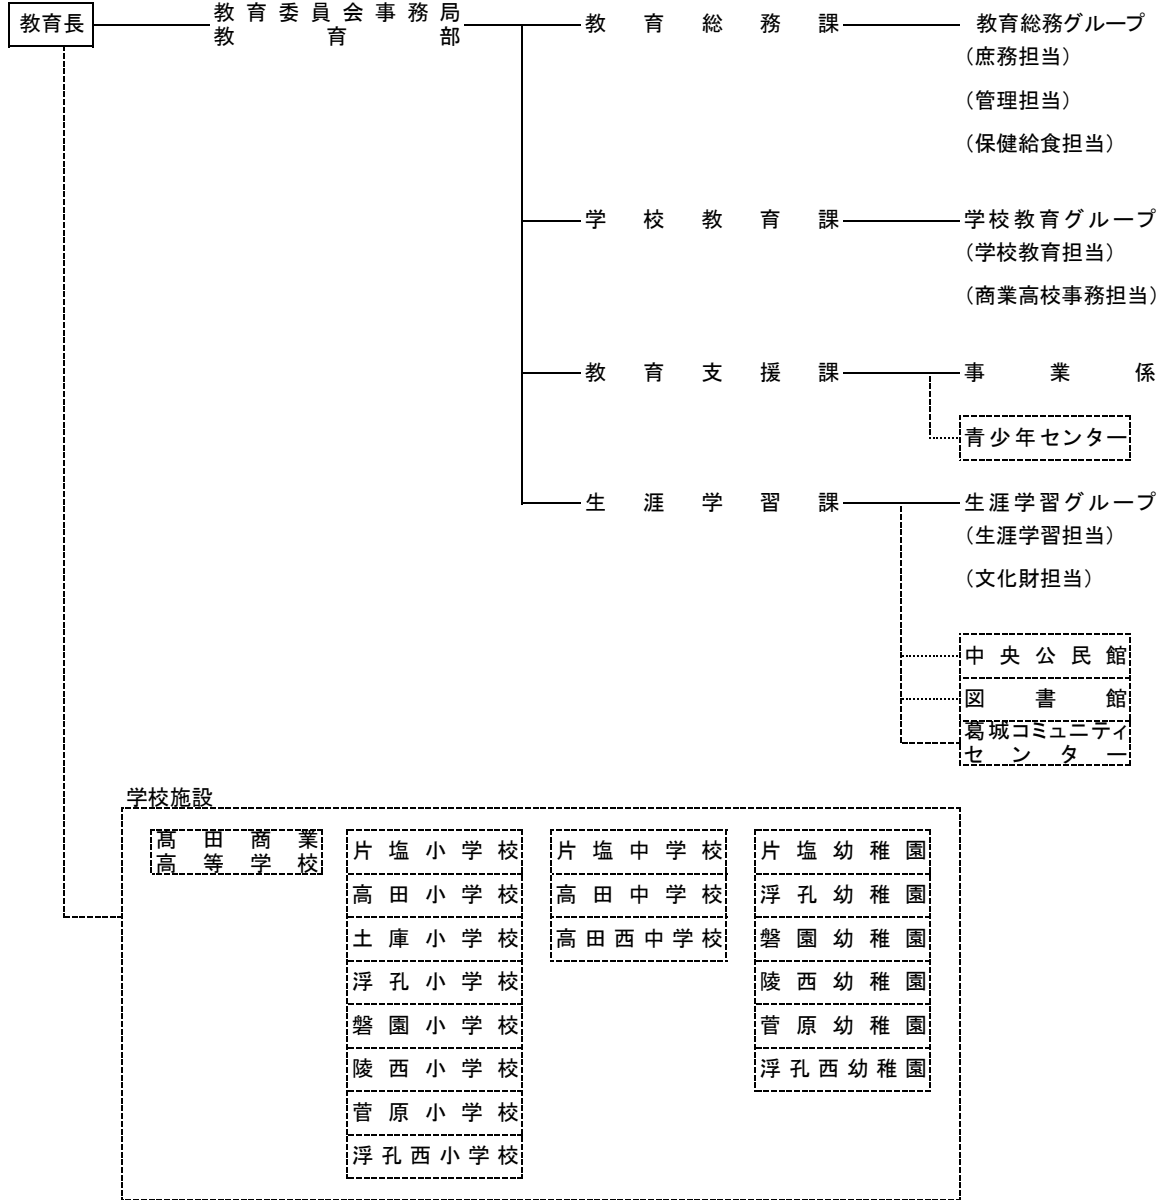 教育長
教育委員会事務局
教育部
教育総務課
教育総務グループ
（庶務担当）
（管理担当）
（保健給食担当）
学校教育課
学校教育グループ
（学校教育担当）
（商業高校事務担当）
教育支援課
事業係
青少年センター
生涯学習課
生涯学習グループ
（生涯学習担当）
（文化財担当）
中央公民館
図書館
葛城コミュニティ
センター
学校施設
髙田商業
高等学校
片塩小学校
高田小学校
土庫小学校
浮孔小学校
磐園小学校
陵西小学校
菅原小学校
浮孔西小学校
片塩中学校
高田中学校
高田西中学校
片塩幼稚園
浮孔幼稚園
磐園幼稚園
陵西幼稚園
菅原幼稚園
浮孔西幼稚園